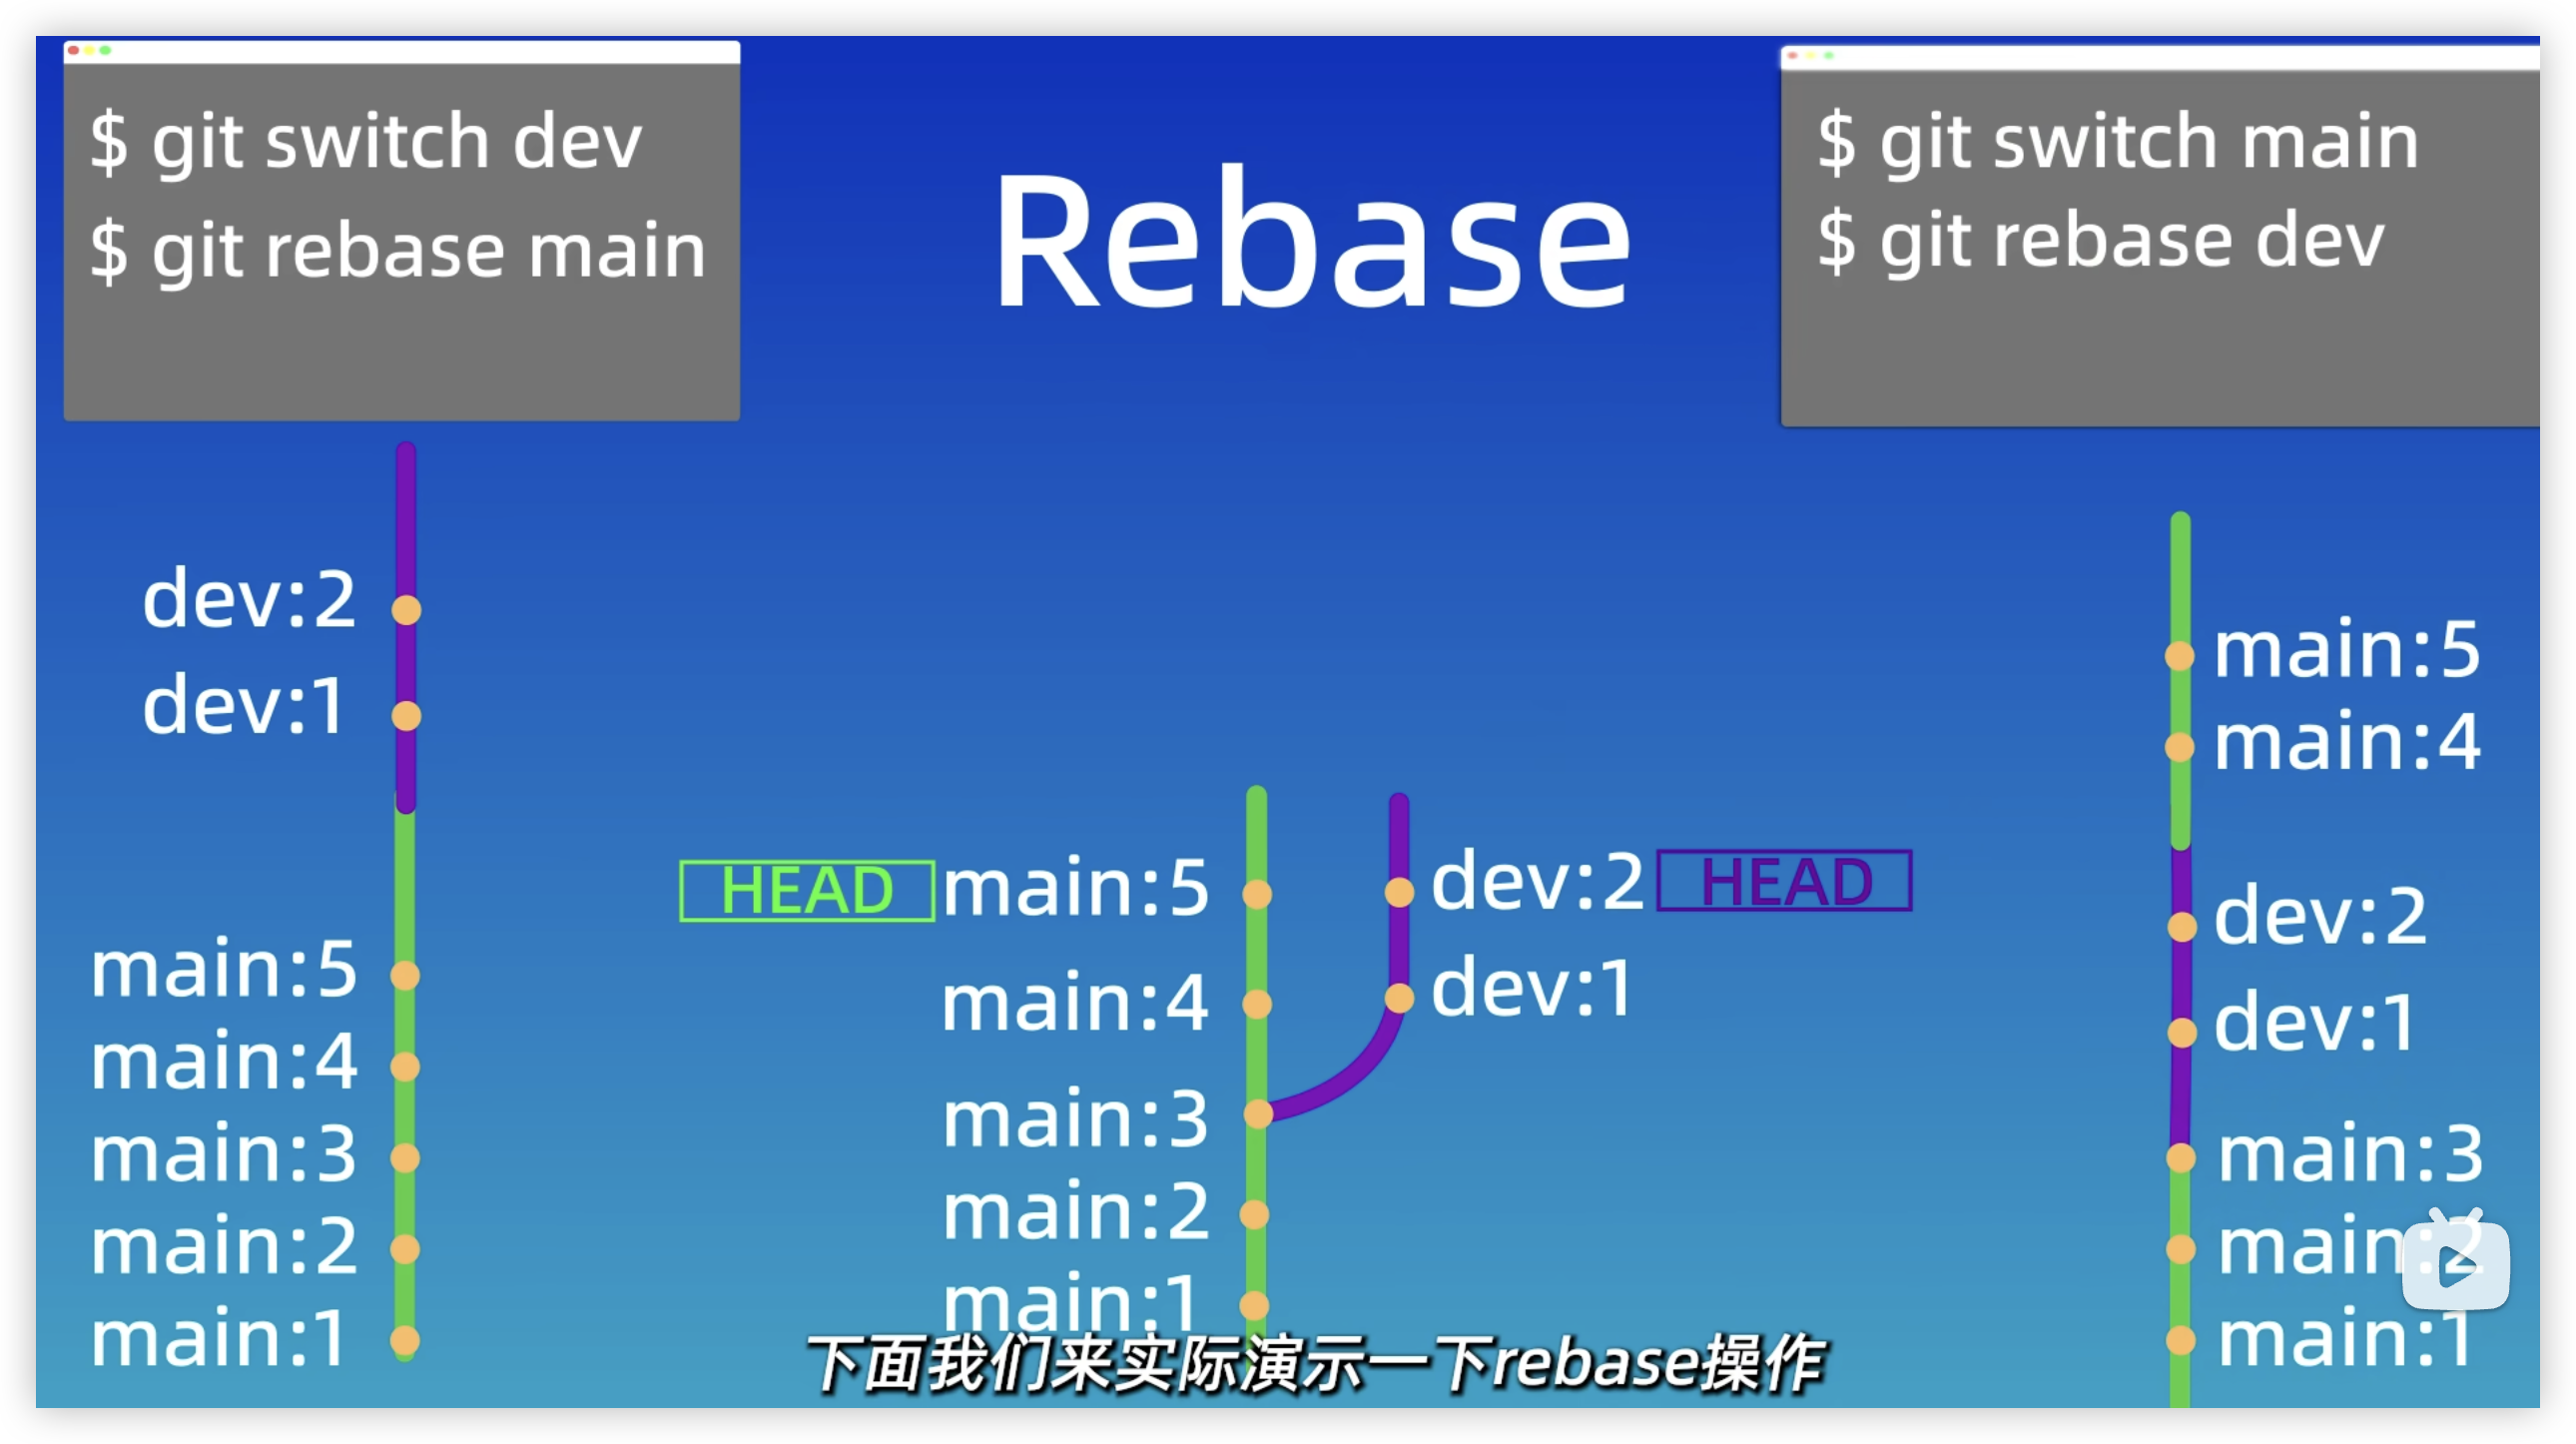 $ git switch dev
$ git rebase main
Rebase
$ git switch main
$ git rebase dev
dev:2
dev:1
main:5
main:4
main:3
main:2
main:1
HEAD
main:5
main:4
main:3
main:2
main:1
dev:2
HEAD
dev:1
main:5
main:4
dev:2
dev:1
main:3
main:2
main:1
下面我们来实际演示一下rebase操作